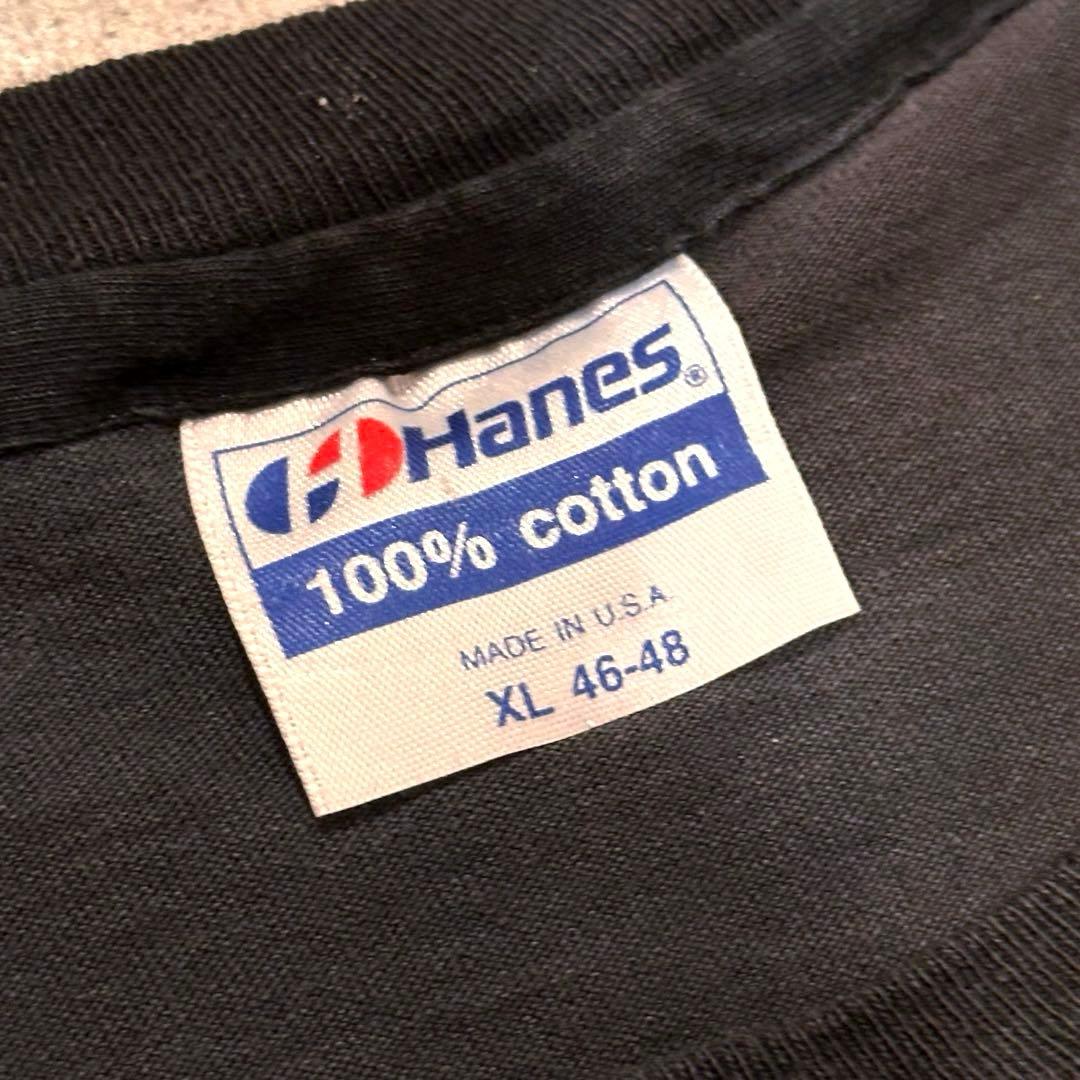 Hanes®
100% cotton
MADE IN U.S.A.
XL 46-48